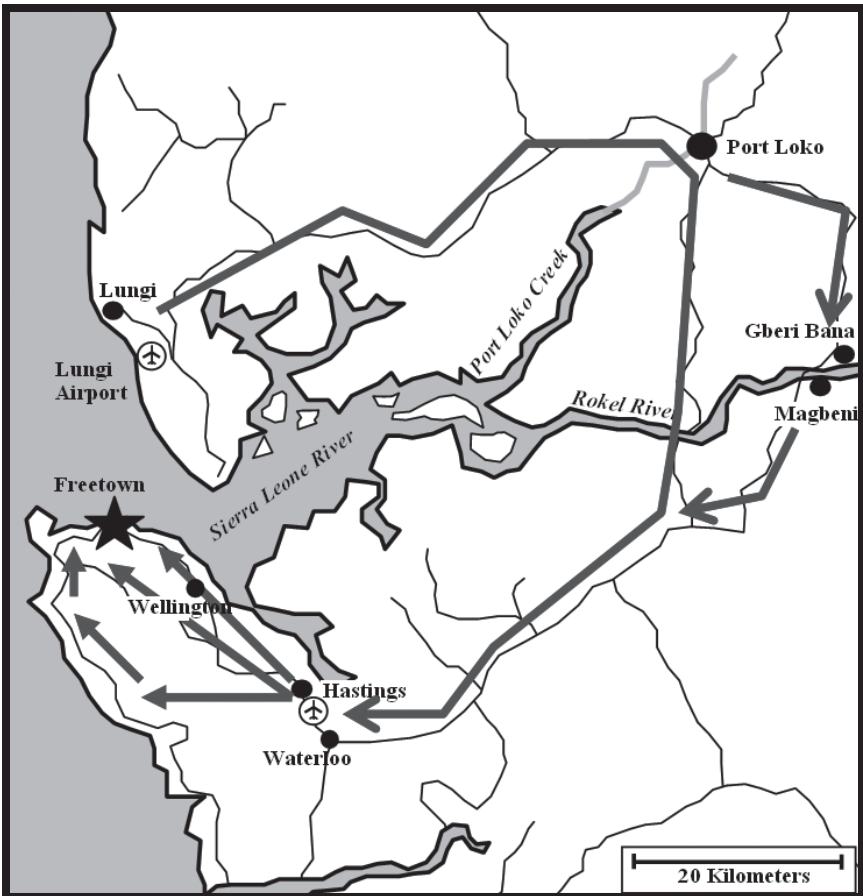 Port Loko
Lungi
Port Loko Creek
Gberi Bana
Lungi
Airport
Rokel River
Magbeni
Freetown
Sierra Leone River
Wellington
Hastings
Waterloo
20 Kilometers